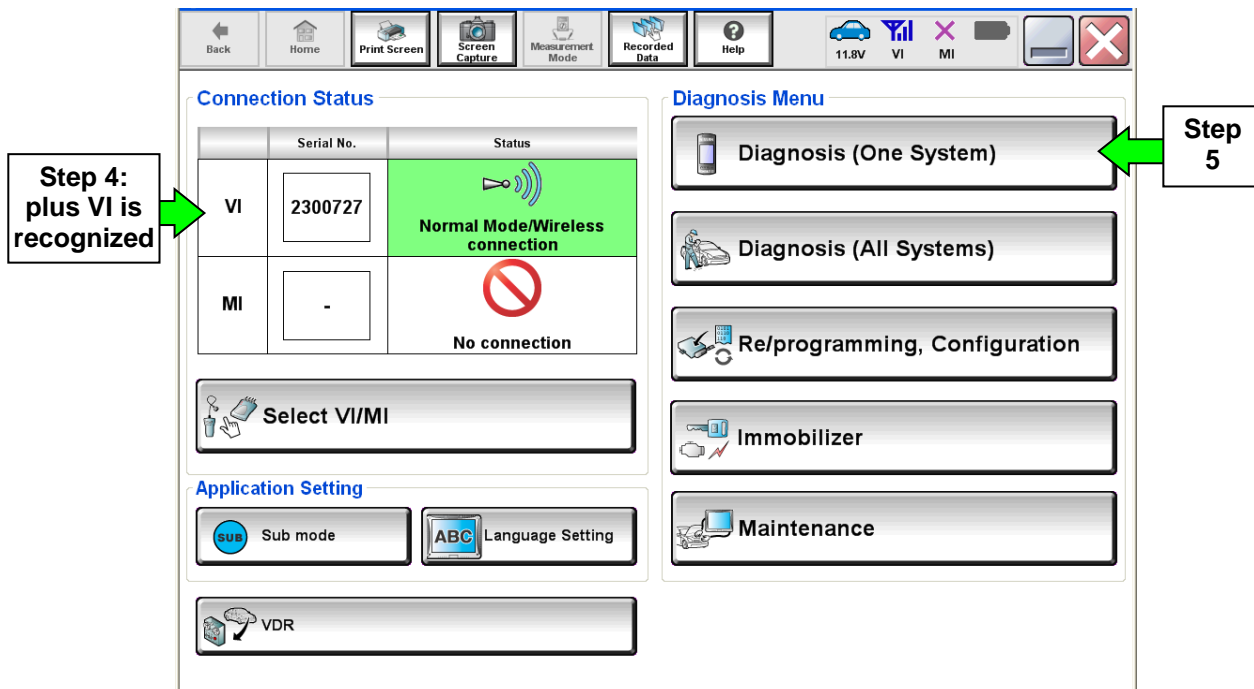 Back
Home
Print Screen
Screen
Capture
Measurement
Mode
Recorded
Data
?
Help
11.8V
VI
MI
Connection Status
Serial No.
Status
VI
2300727
Normal Mode/Wireless
connection
MI
-
No connection
Select VI/MI
Application Setting
SUB
Sub mode
ABC
Language Setting
VDR
Diagnosis Menu
Diagnosis (One System)
Diagnosis (All Systems)
Re/programming, Configuration
Immobilizer
Maintenance
Step 4:
plus VI is
recognized
Step
5